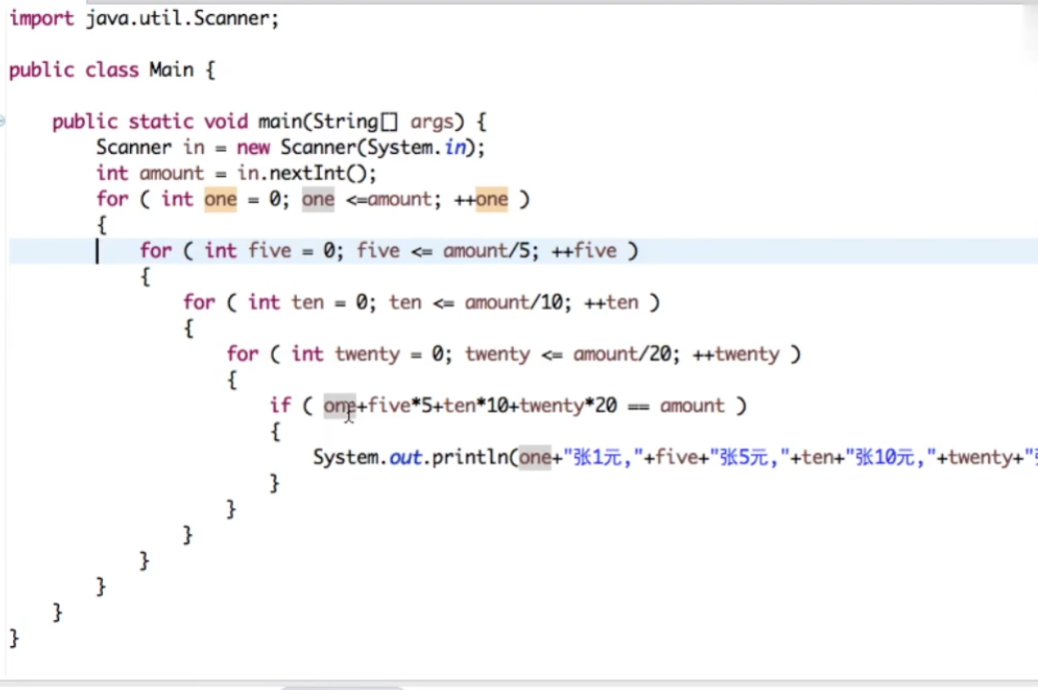 import java.util.Scanner;
public class Main {
public static void main(String[] args) {
Scanner in = new Scanner(System.in);
int amount = in.nextInt();
for ( int one = 0; one <=amount; ++one )
{
for ( int five = 0; five <= amount/5; ++five )
{
for ( int ten = 0; ten <= amount/10; ++ten )
{
for ( int twenty = 0; twenty <= amount/20; ++twenty )
{
if ( one+five*5+ten*10+twenty*20 == amount )
{
System.out.println(one+"张1元,"+five+"张5元,"+ten+"张10元,"+twenty+"
}
}
}
}
}
}
}